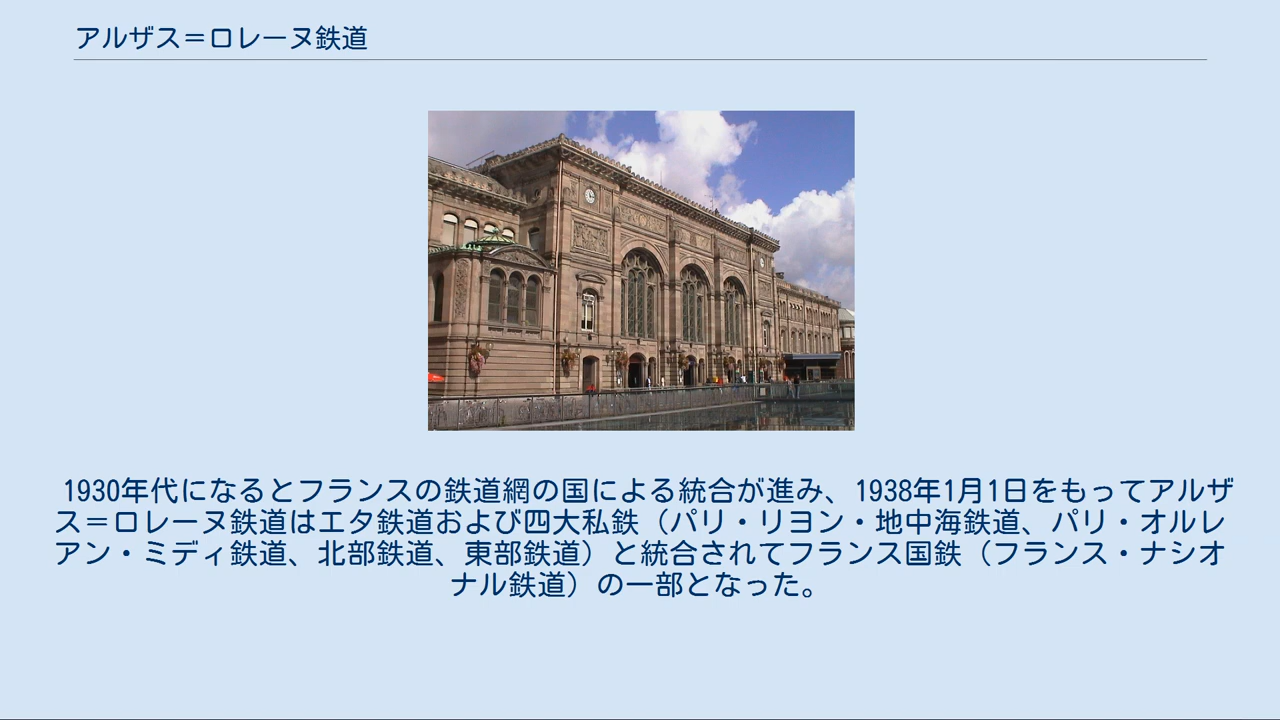 アルザス＝ロレーヌ鉄道
1930年代になるとフランスの鉄道網の国による統合が進み、1938年1月1日をもってアルザ
ス＝ロレーヌ鉄道はエタ鉄道および四大私鉄（パリ・リヨン・地中海鉄道、パリ・オルレ
アン・ミディ鉄道、北部鉄道、東部鉄道）と統合されてフランス国鉄（フランス・ナシオ
ナル鉄道）の一部となった。